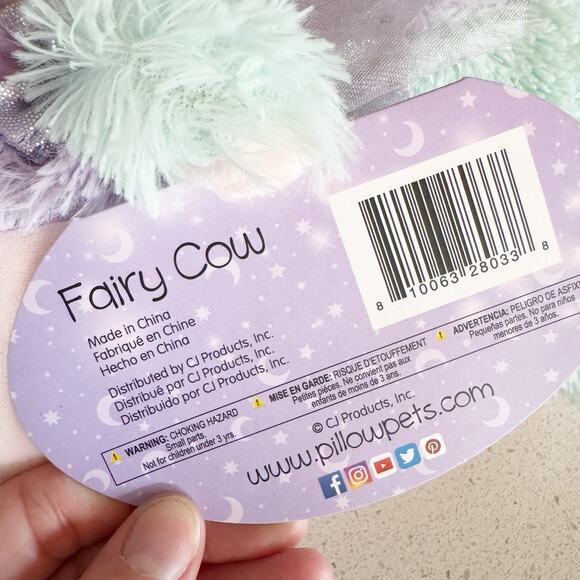 Fairy Cow
Made in China
Fabriqué en Chine
Hecho en China
Distributed by CJ Products, Inc.
Distribué par CJ Products, Inc.
Distribuido por CJ Products, Inc.
8 10063 28033 8
WARNING: CHOKING HAZARD
Small parts.
Not for children under 3 yrs.
MISE EN GARDE: RISQUE D'ETOUFFEMENT
Petites pièces. Ne convient pas aux
enfants de moins de 3 ans.
ADVERTENCIA: PELIGRO DE ASFIXIA
Pequeñas partes. No para niños
menores de 3 años.
© CJ Products, Inc.
www.pillowpets.com